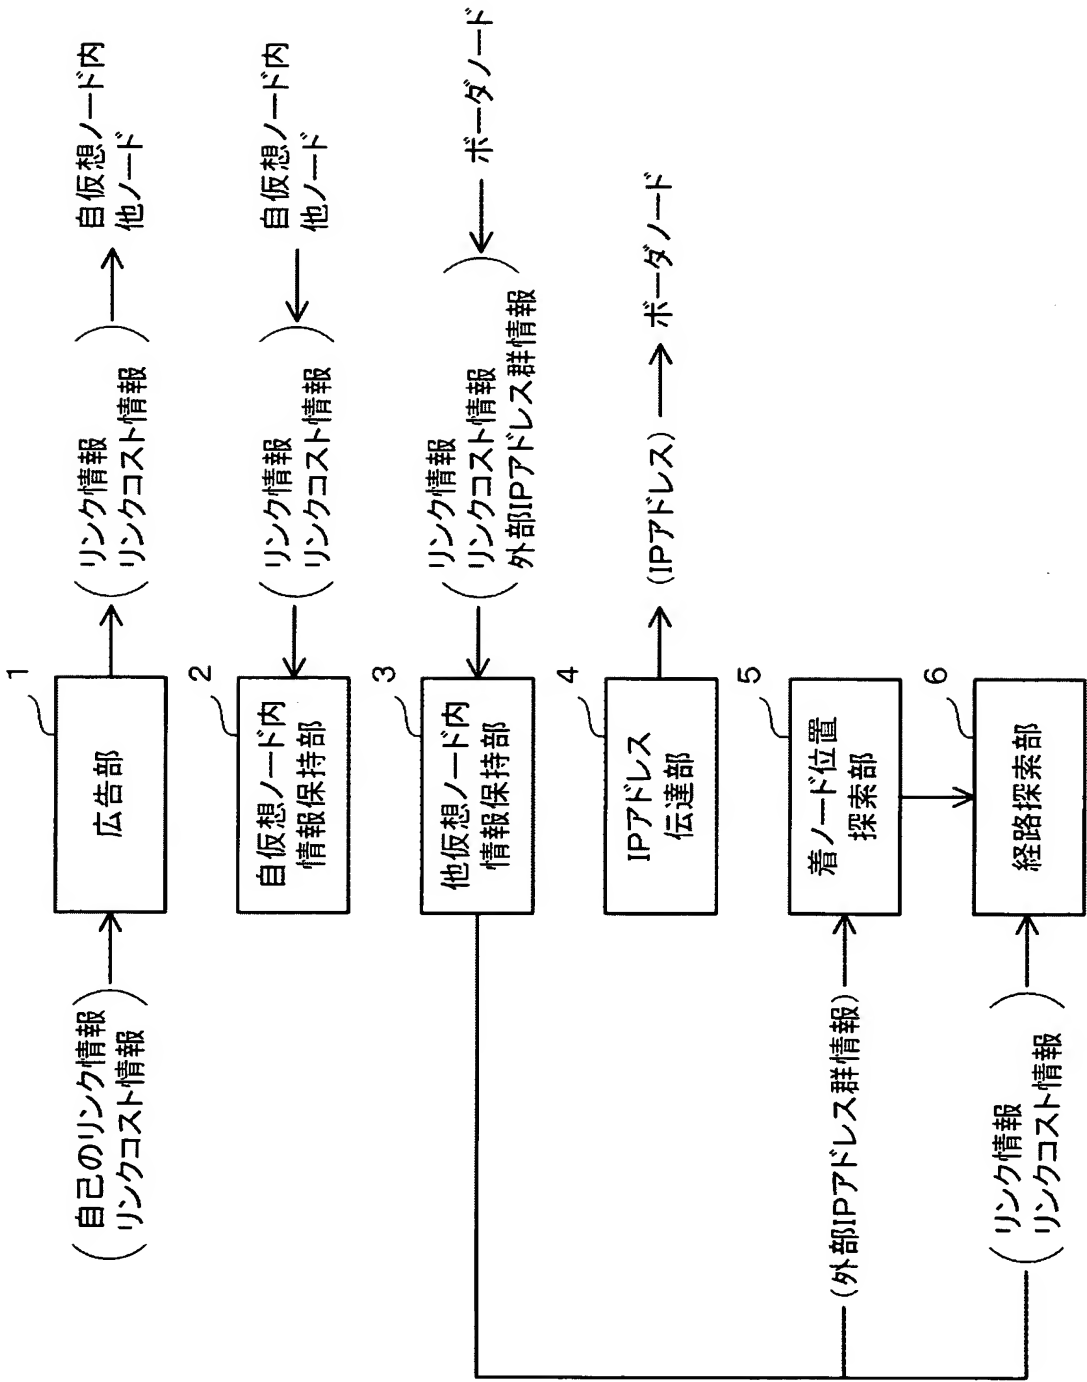 自己のリンク情報
リンクコスト情報
1
広告部
リンク情報
リンクコスト情報
自仮想ノード内
他ノード
2
自仮想ノード内
情報保持部
リンク情報
リンクコスト情報
自仮想ノード内
他ノード
3
他仮想ノード内
情報保持部
リンク情報
リンクコスト情報
外部IPアドレス群情報
ボーダノード
4
IPアドレス
伝達部
(IPアドレス)
ボーダノード
(外部IPアドレス群情報)
5
着ノード位置
探索部
リンク情報
リンクコスト情報
6
経路探索部